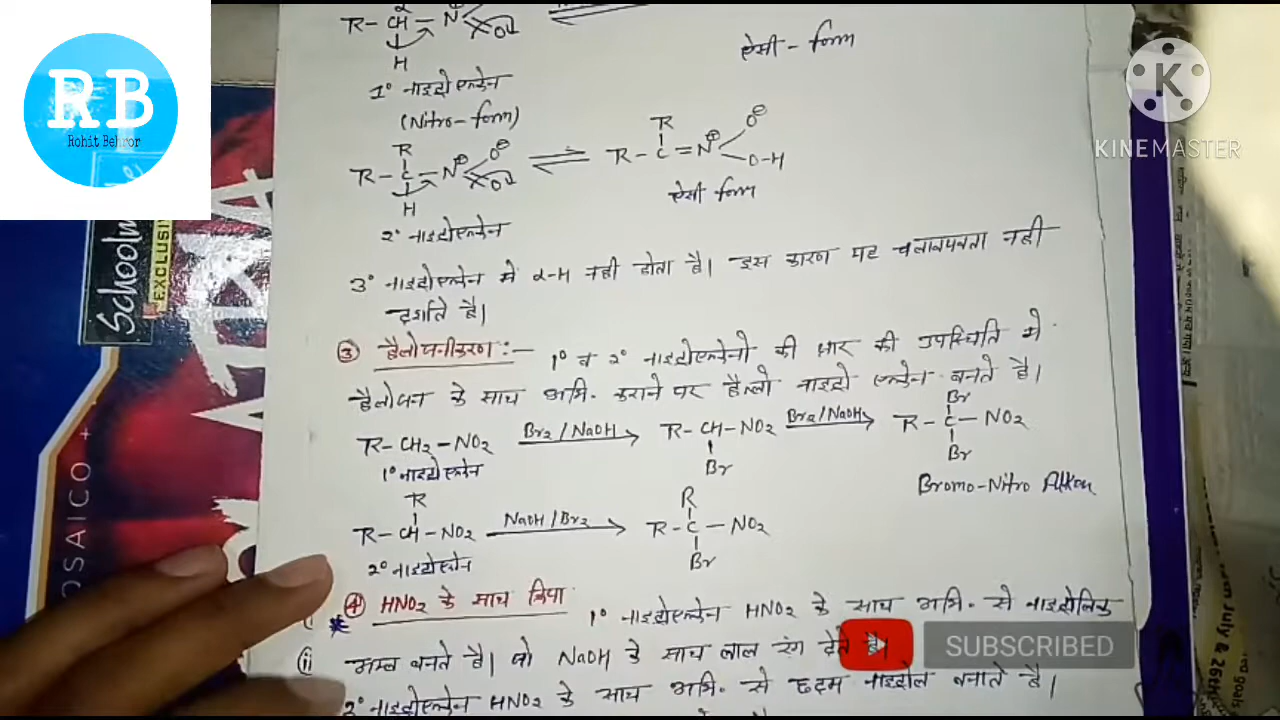 R-CH=N
H
1° नाइट्रोएल्केन
(Nitro-form)
ऐसी-form
R
R-C-N⊕ O⊖
H
2° नाइट्रोएल्केन
R
R-C=N⊕ O⊖
O-H
ऐसी form
3° नाइट्रोएल्केन मे α-H नही होता है। इस कारण यह चलावयवता नही
दर्शाते है।
③ हैलोजनीकरण:- 1° व 2° नाइट्रोएल्केनो की क्षार की उपस्थिति मे
हैलोजन के साथ अभि. कराने पर हैल्लो नाइट्रो एल्केन बनते है।
R-CH2-NO2 Br2/NaOH R-CH-NO2 Br2/NaOH R-C-NO2
Br
Br
Br
1° नाइट्रोएल्केन
Bromo-Nitro Alkan
R
R-CH-NO2 NaOH/Br2 R-C-NO2
R
Br
2° नाइट्रोएल्केन
④ HNO2 के साथ क्रिया
(i 1° नाइट्रोएल्केन HNO2 के साथ अभि. से नाइट्रोलिक
(ii अम्ल बनते है। जो NaOH के साथ लाल रंग देते है।
2° नाइट्रोएल्केन HNO2 के साथ अभि. से छदम नाइट्रोल बनाते है।
RB
Rohit Behror
K
KINEMASTER
SUBSCRIBED
EXCLUSIV
OSAICO +